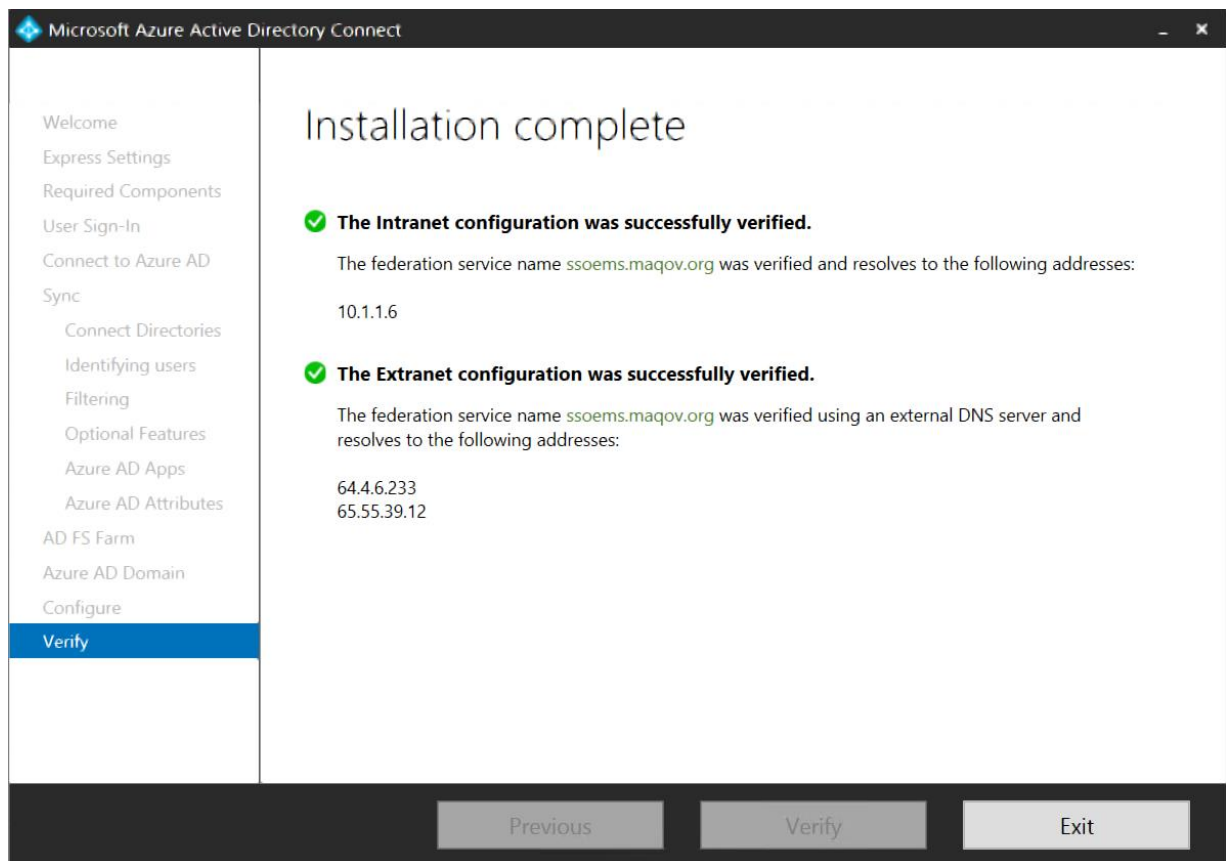 Microsoft Azure Active Directory Connect
Welcome
Express Settings
Required Components
User Sign-In
Connect to Azure AD
Sync
Connect Directories
Identifying users
Filtering
Optional Features
Azure AD Apps
Azure AD Attributes
AD FS Farm
Azure AD Domain
Configure
Verify
Installation complete
The Intranet configuration was successfully verified.
The federation service name ssoems.maqov.org was verified and resolves to the following addresses:
10.1.1.6
The Extranet configuration was successfully verified.
The federation service name ssoems.maqov.org was verified using an external DNS server and
resolves to the following addresses:
64.4.6.233
65.55.39.12
Previous
Verify
Exit